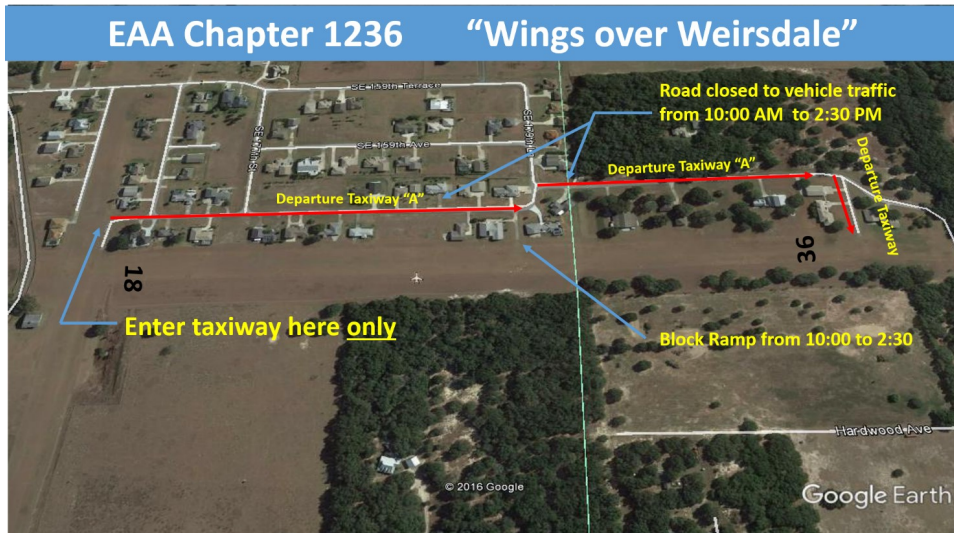 EAA Chapter 1236 “Wings over Weirsdale”
SE 159th Terrace
Road closed to vehicle traffic
from 10:00 AM to 2:30 PM
SE 159th Ave
Departure Taxiway “A”
Departure Taxiway “A”
Departure Taxiway
18
36
Enter taxiway here only
Block Ramp from 10:00 to 2:30
Hardwood Ave
© 2016 Google
Google Earth